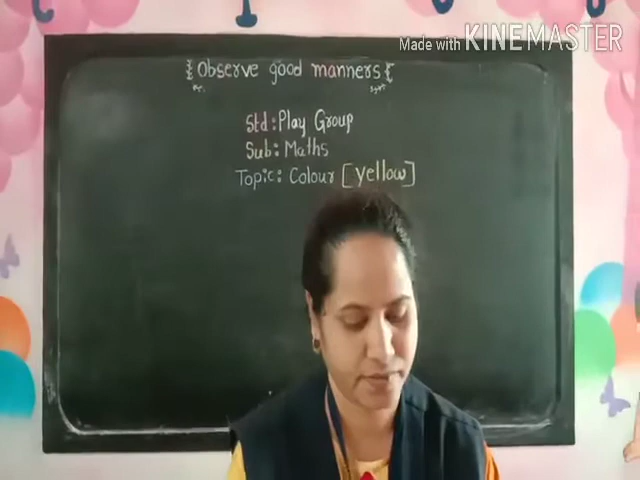 Made with KINEMASTER
Observe good manners
Std: Play Group
Sub: Maths
Topic: Colour [yellow]